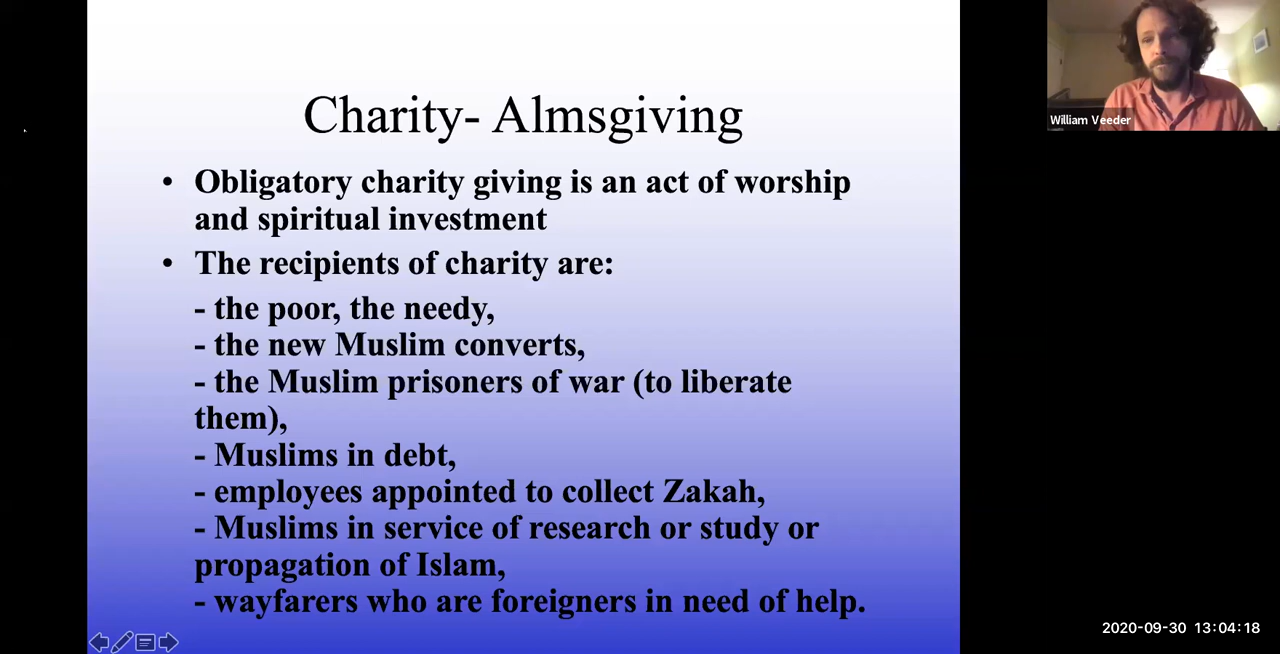 Charity- Almsgiving
• Obligatory charity giving is an act of worship
and spiritual investment
• The recipients of charity are:
- the poor, the needy,
- the new Muslim converts,
- the Muslim prisoners of war (to liberate
them),
- Muslims in debt,
- employees appointed to collect Zakah,
- Muslims in service of research or study or
propagation of Islam,
- wayfarers who are foreigners in need of help.
William Veeder
2020-09-30 13:04:18